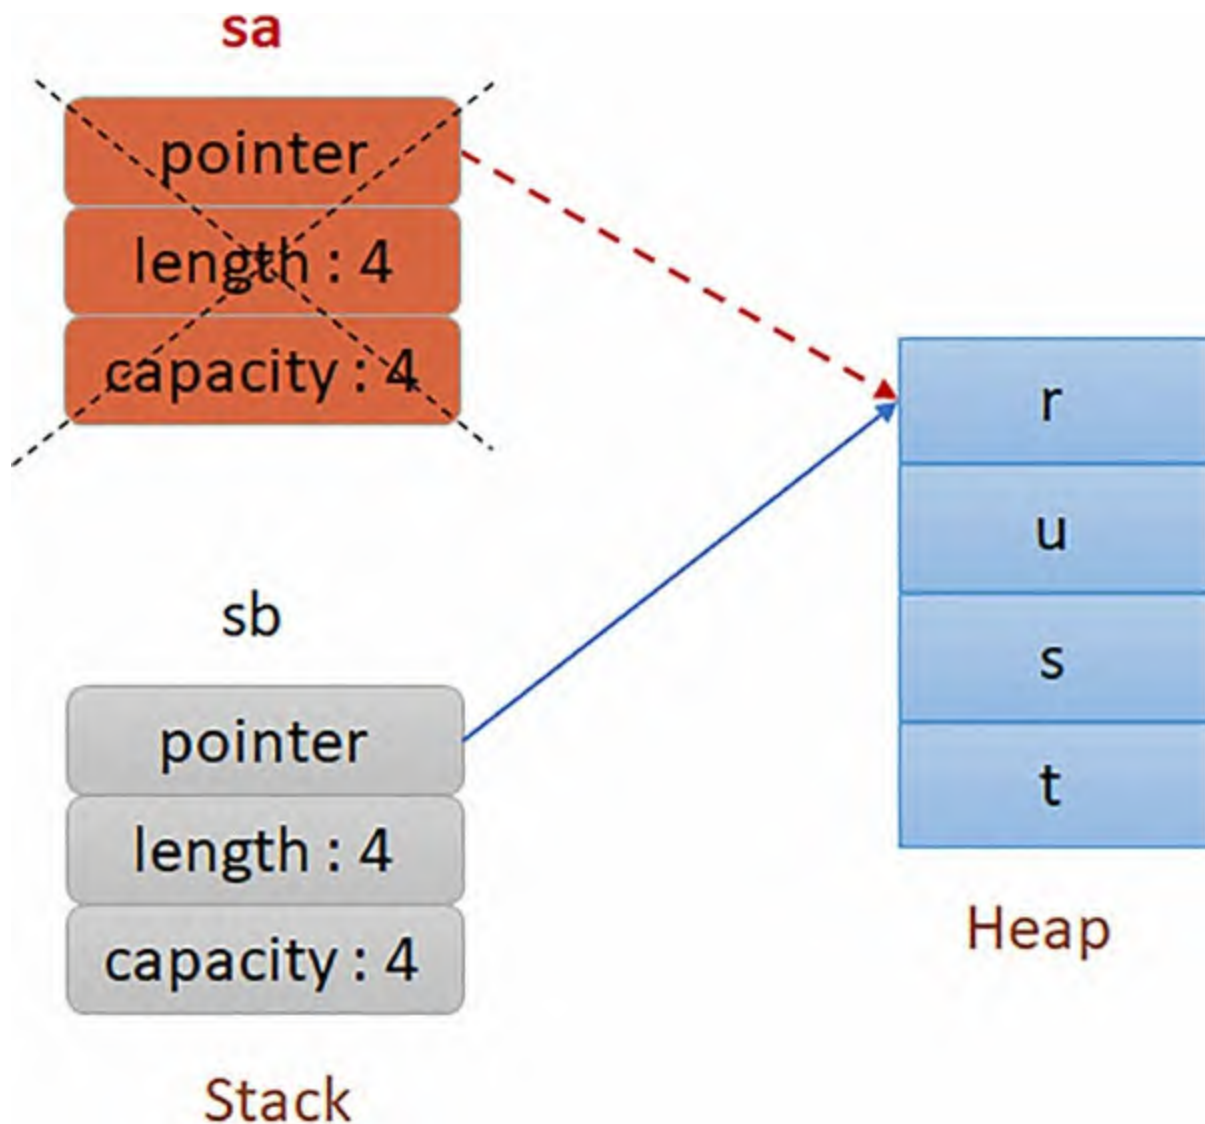 sa
pointer
length : 4
capacity : 4
sb
pointer
length : 4
capacity : 4
Stack
r
u
s
t
Heap